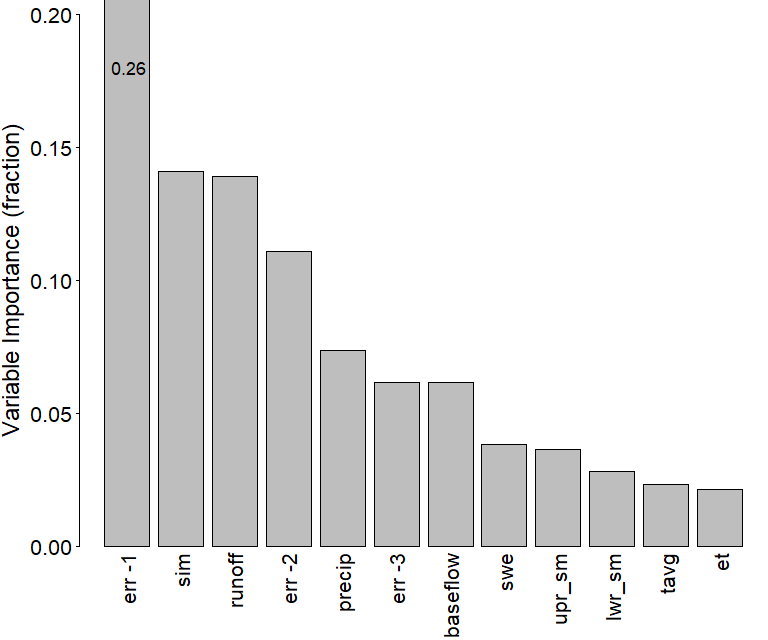 0.20
0.15
0.10
0.05
0.00
Variable Importance (fraction)
0.26
err -1
sim
runoff
err -2
precip
err -3
baseflow
swe
upr_sm
lwr_sm
tavg
et